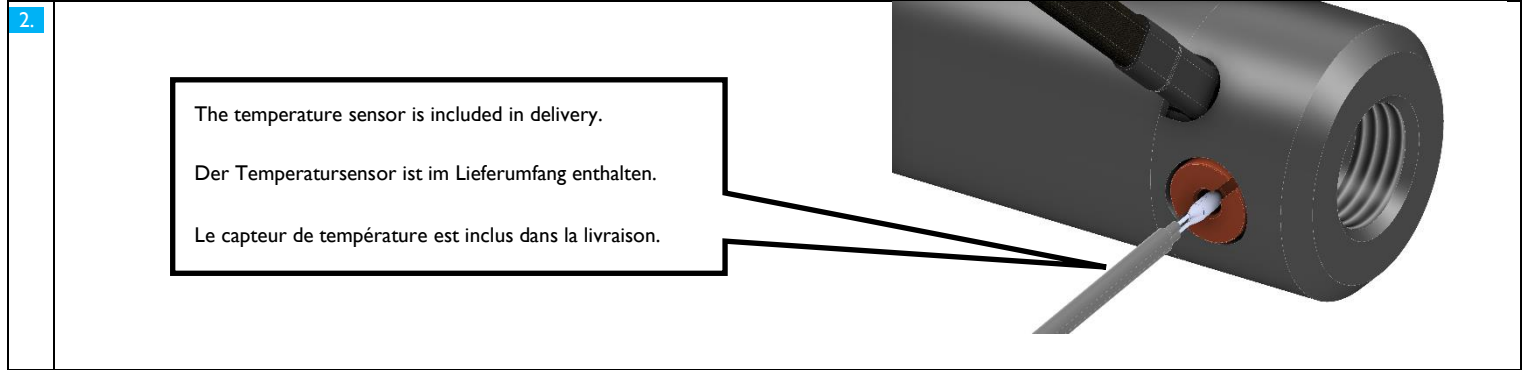 2.
The temperature sensor is included in delivery.
Der Temperatursensor ist im Lieferumfang enthalten.
Le capteur de température est inclus dans la livraison.